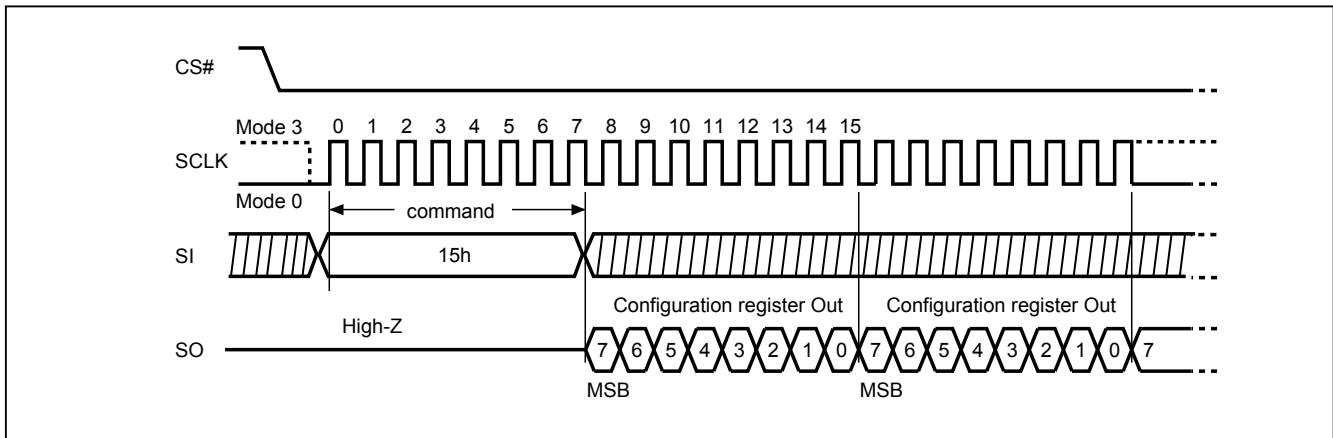 CS#
Mode 3 0 1 2 3 4 5 6 7 8 9 10 11 12 13 14 15
SCLK
Mode 0
command
SI 15h
Configuration register Out Configuration register Out
High-Z
SO 7 6 5 4 3 2 1 0 7 6 5 4 3 2 1 0 7
MSB MSB